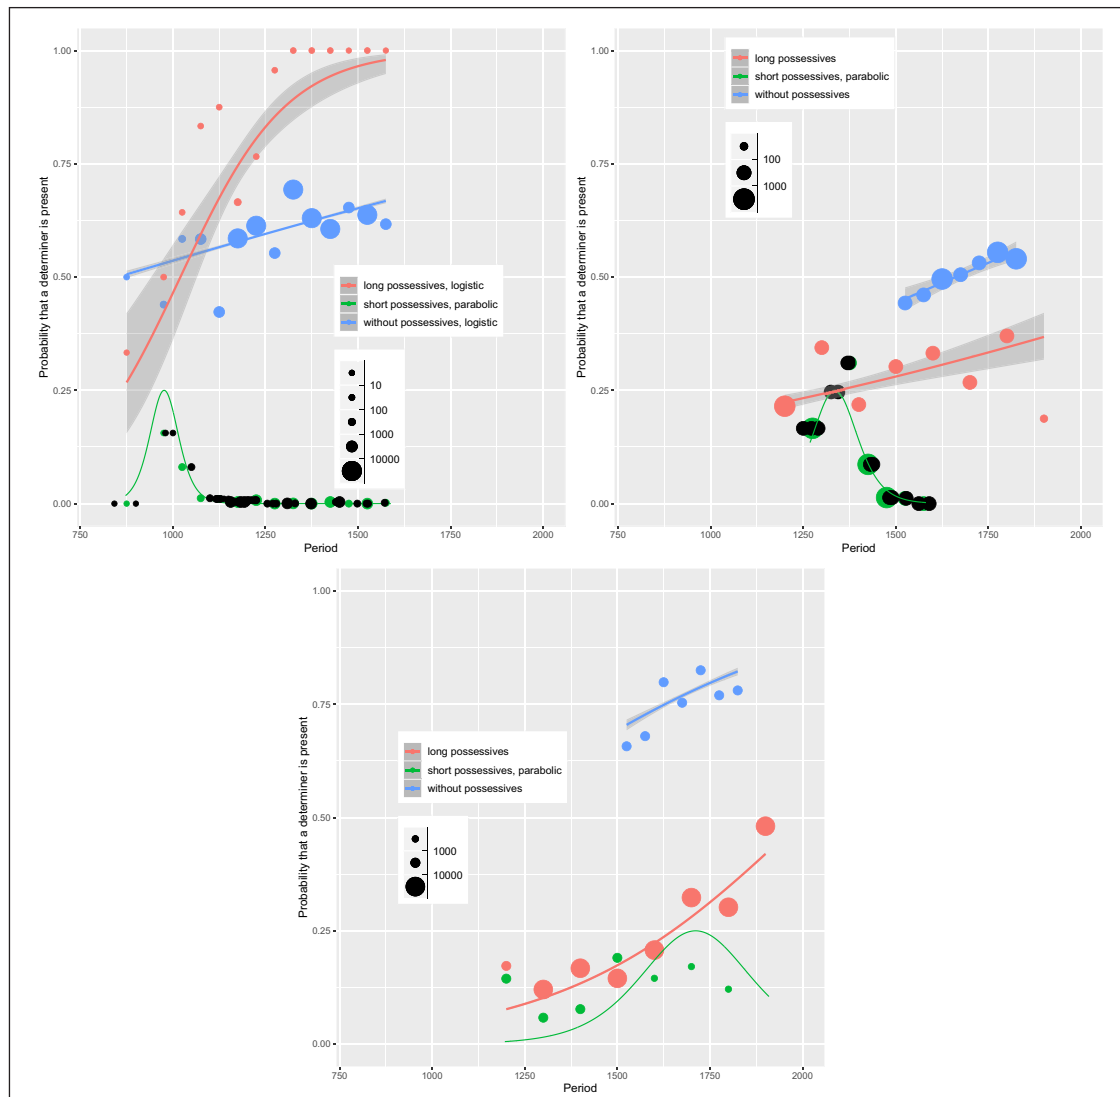 Probability that a determiner is present
1.00
0.75
0.50
0.25
0.00
long possessives, logistic
short possessives, parabolic
without possessives, logistic
10
100
1000
10000
750
1000
1250
1500
1750
2000
Period
Probability that a determiner is present
1.00
0.75
0.50
0.25
0.00
long possessives
short possessives, parabolic
without possessives
100
1000
750
1000
1250
1500
1750
2000
Period
Probability that a determiner is present
1.00
0.75
0.50
0.25
0.00
long possessives
short possessives, parabolic
without possessives
1000
10000
750
1000
1250
1500
1750
2000
Period